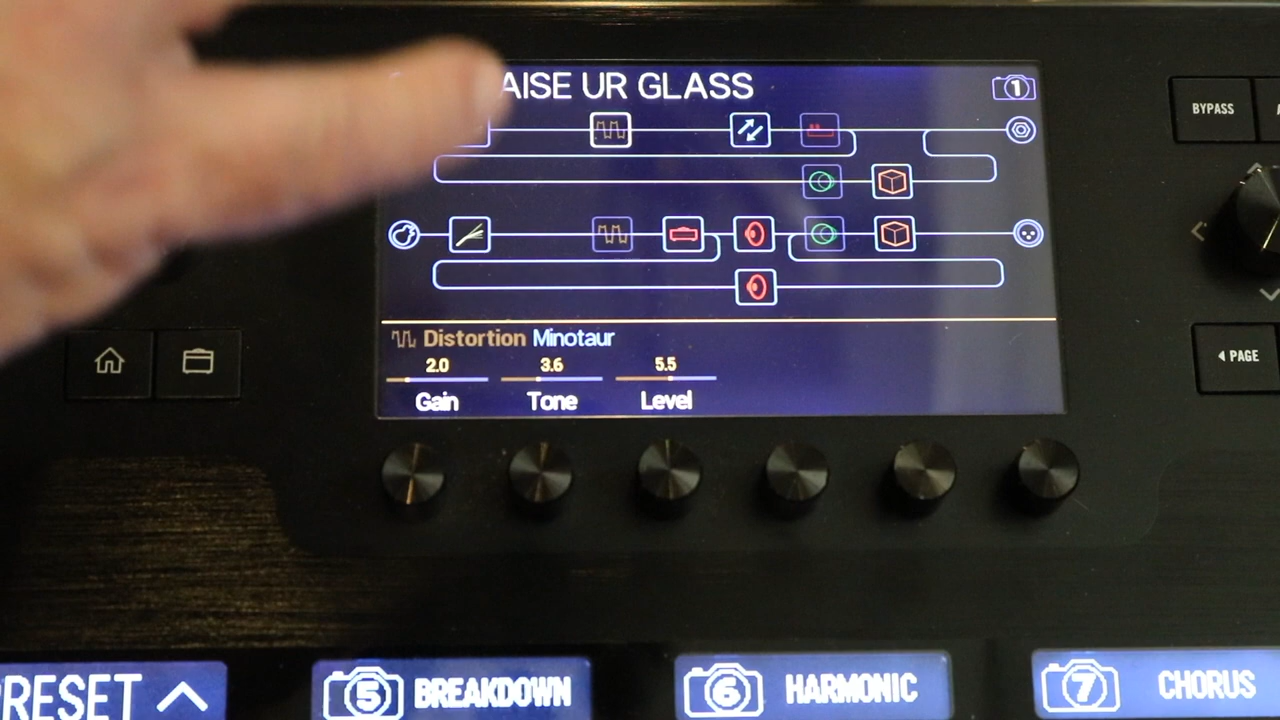 AISE UR GLASS
1
BYPASS
Distortion Minotaur
2.0 3.6 5.5
Gain Tone Level
PAGE
RESET 5 BREAKDOWN 6 HARMONIC 7 CHORUS